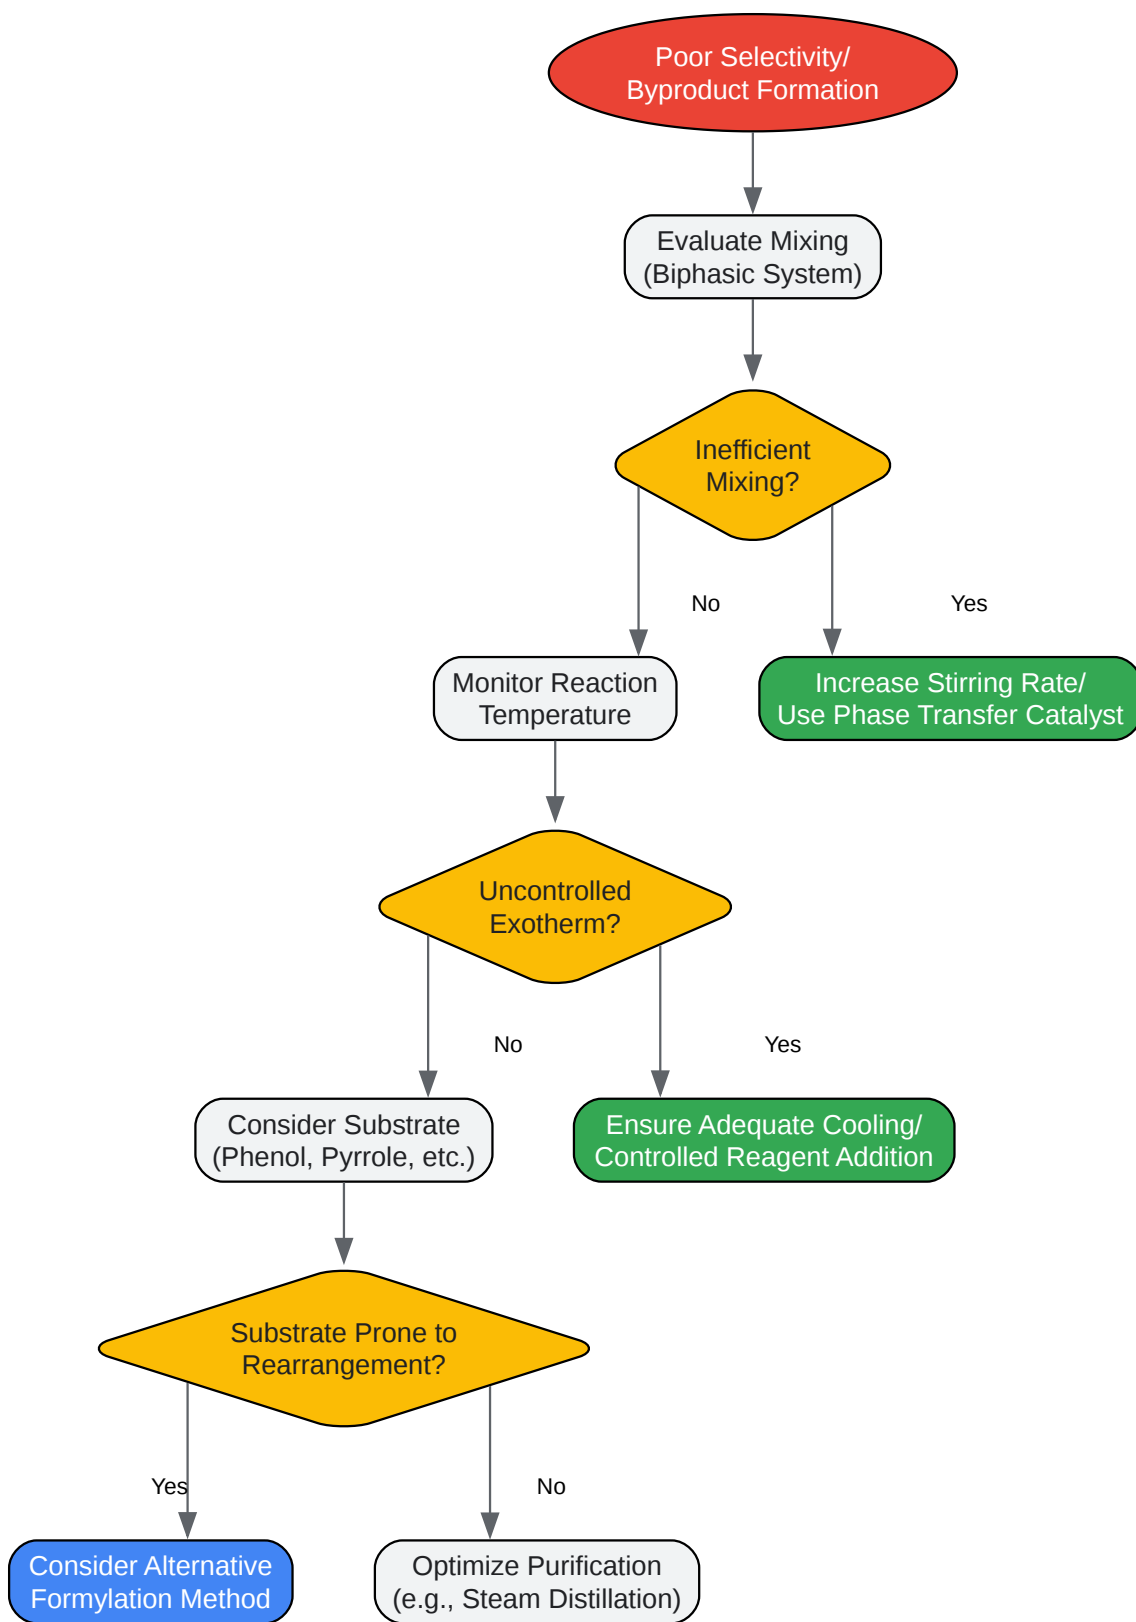 Poor Selectivity/
Byproduct Formation
Evaluate Mixing
(Biphasic System)
Inefficient
Mixing?
No
Yes
Monitor Reaction
Temperature
Increase Stirring Rate/
Use Phase Transfer Catalyst
Uncontrolled
Exotherm?
No
Yes
Consider Substrate
(Phenol, Pyrrole, etc.)
Ensure Adequate Cooling/
Controlled Reagent Addition
Substrate Prone to
Rearrangement?
Yes
No
Consider Alternative
Formylation Method
Optimize Purification
(e.g., Steam Distillation)